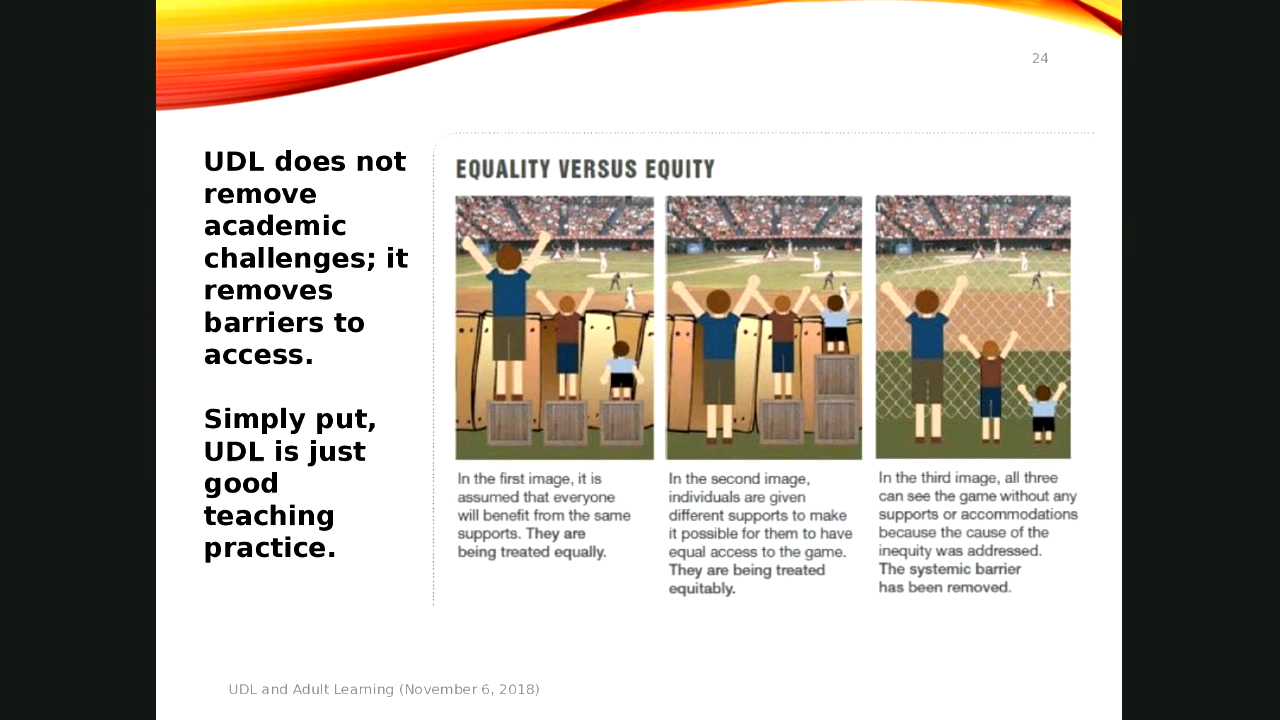 24
UDL does not
remove
academic
challenges; it
removes
barriers to
access.
Simply put,
UDL is just
good
teaching
practice.
EQUALITY VERSUS EQUITY
In the first image, it is
assumed that everyone
will benefit from the same
supports. They are
being treated equally.
In the second image,
individuals are given
different supports to make
it possible for them to have
equal access to the game.
They are being treated
equitably.
In the third image, all three
can see the game without any
supports or accommodations
because the cause of the
inequity was addressed.
The systemic barrier
has been removed.
UDL and Adult Learning (November 6, 2018)